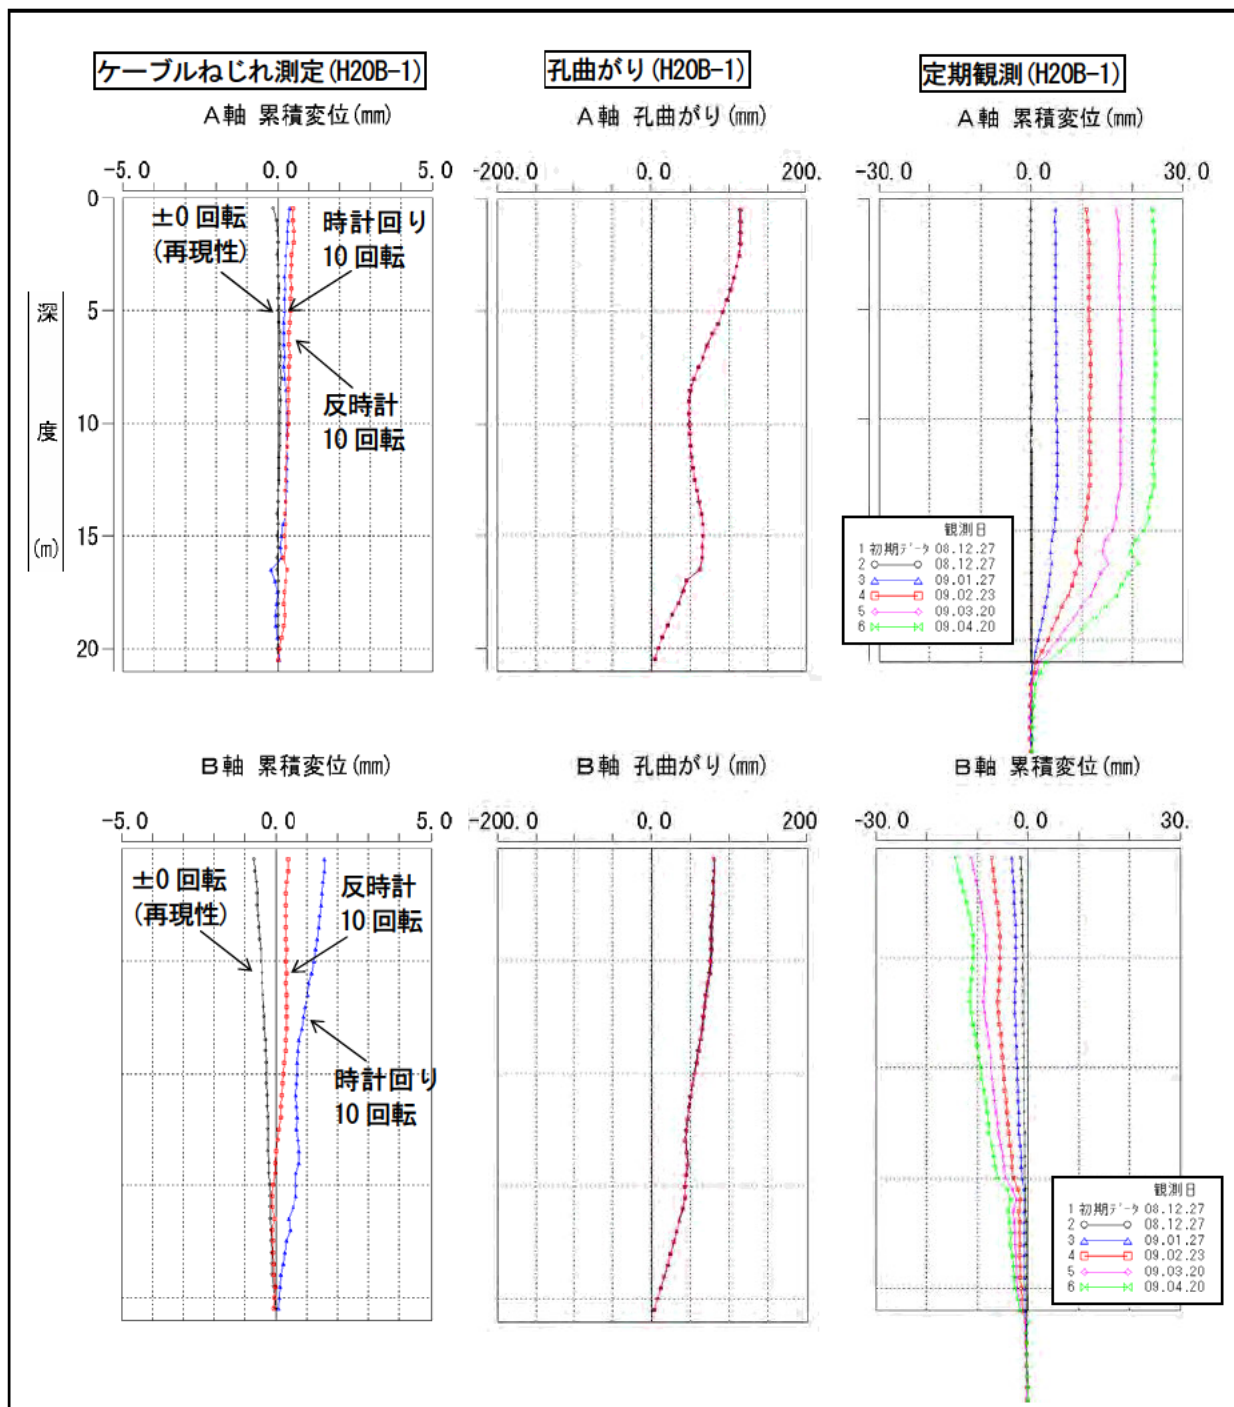 ケーブルねじれ測定(H20B-1)
孔曲がり(H20B-1)
定期観測(H20B-1)
A軸 累積変位(mm)
A軸 孔曲がり(mm)
A軸 累積変位(mm)
-5.0 0.0 5.0
-200. 0.0 200.
-30.0 0.0 30.0
0
5
10
15
20
深
度
(m)
±0回転
(再現性)
時計回り
10回転
反時計
10回転
観測日
1 初期データ 08.12.27
2 08.12.27
3 09.01.27
4 09.02.23
5 09.03.20
6 09.04.20
B軸 累積変位(mm)
B軸 孔曲がり(mm)
B軸 累積変位(mm)
-5.0 0.0 5.0
-200. 0.0 200
-30. 0.0 30.
±0回転
(再現性)
反時計
10回転
時計回り
10回転
観測日
1 初期データ 08.12.27
2 08.12.27
3 09.01.27
4 09.02.23
5 09.03.20
6 09.04.20